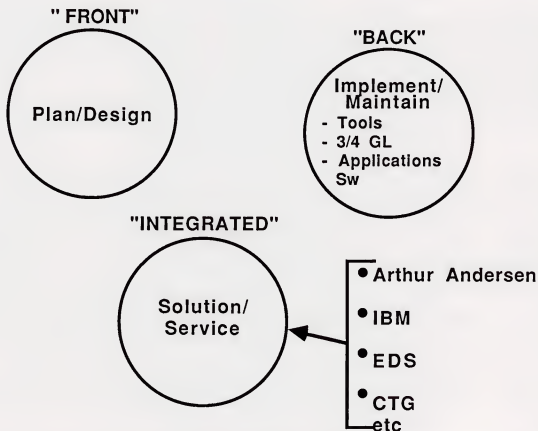 " FRONT"
Plan/Design
"BACK"
Implement/
Maintain
- Tools
- 3/4 GL
- Applications
Sw
"INTEGRATED"
Solution/
Service
• Arthur Andersen
• IBM
• EDS
• CTG
etc